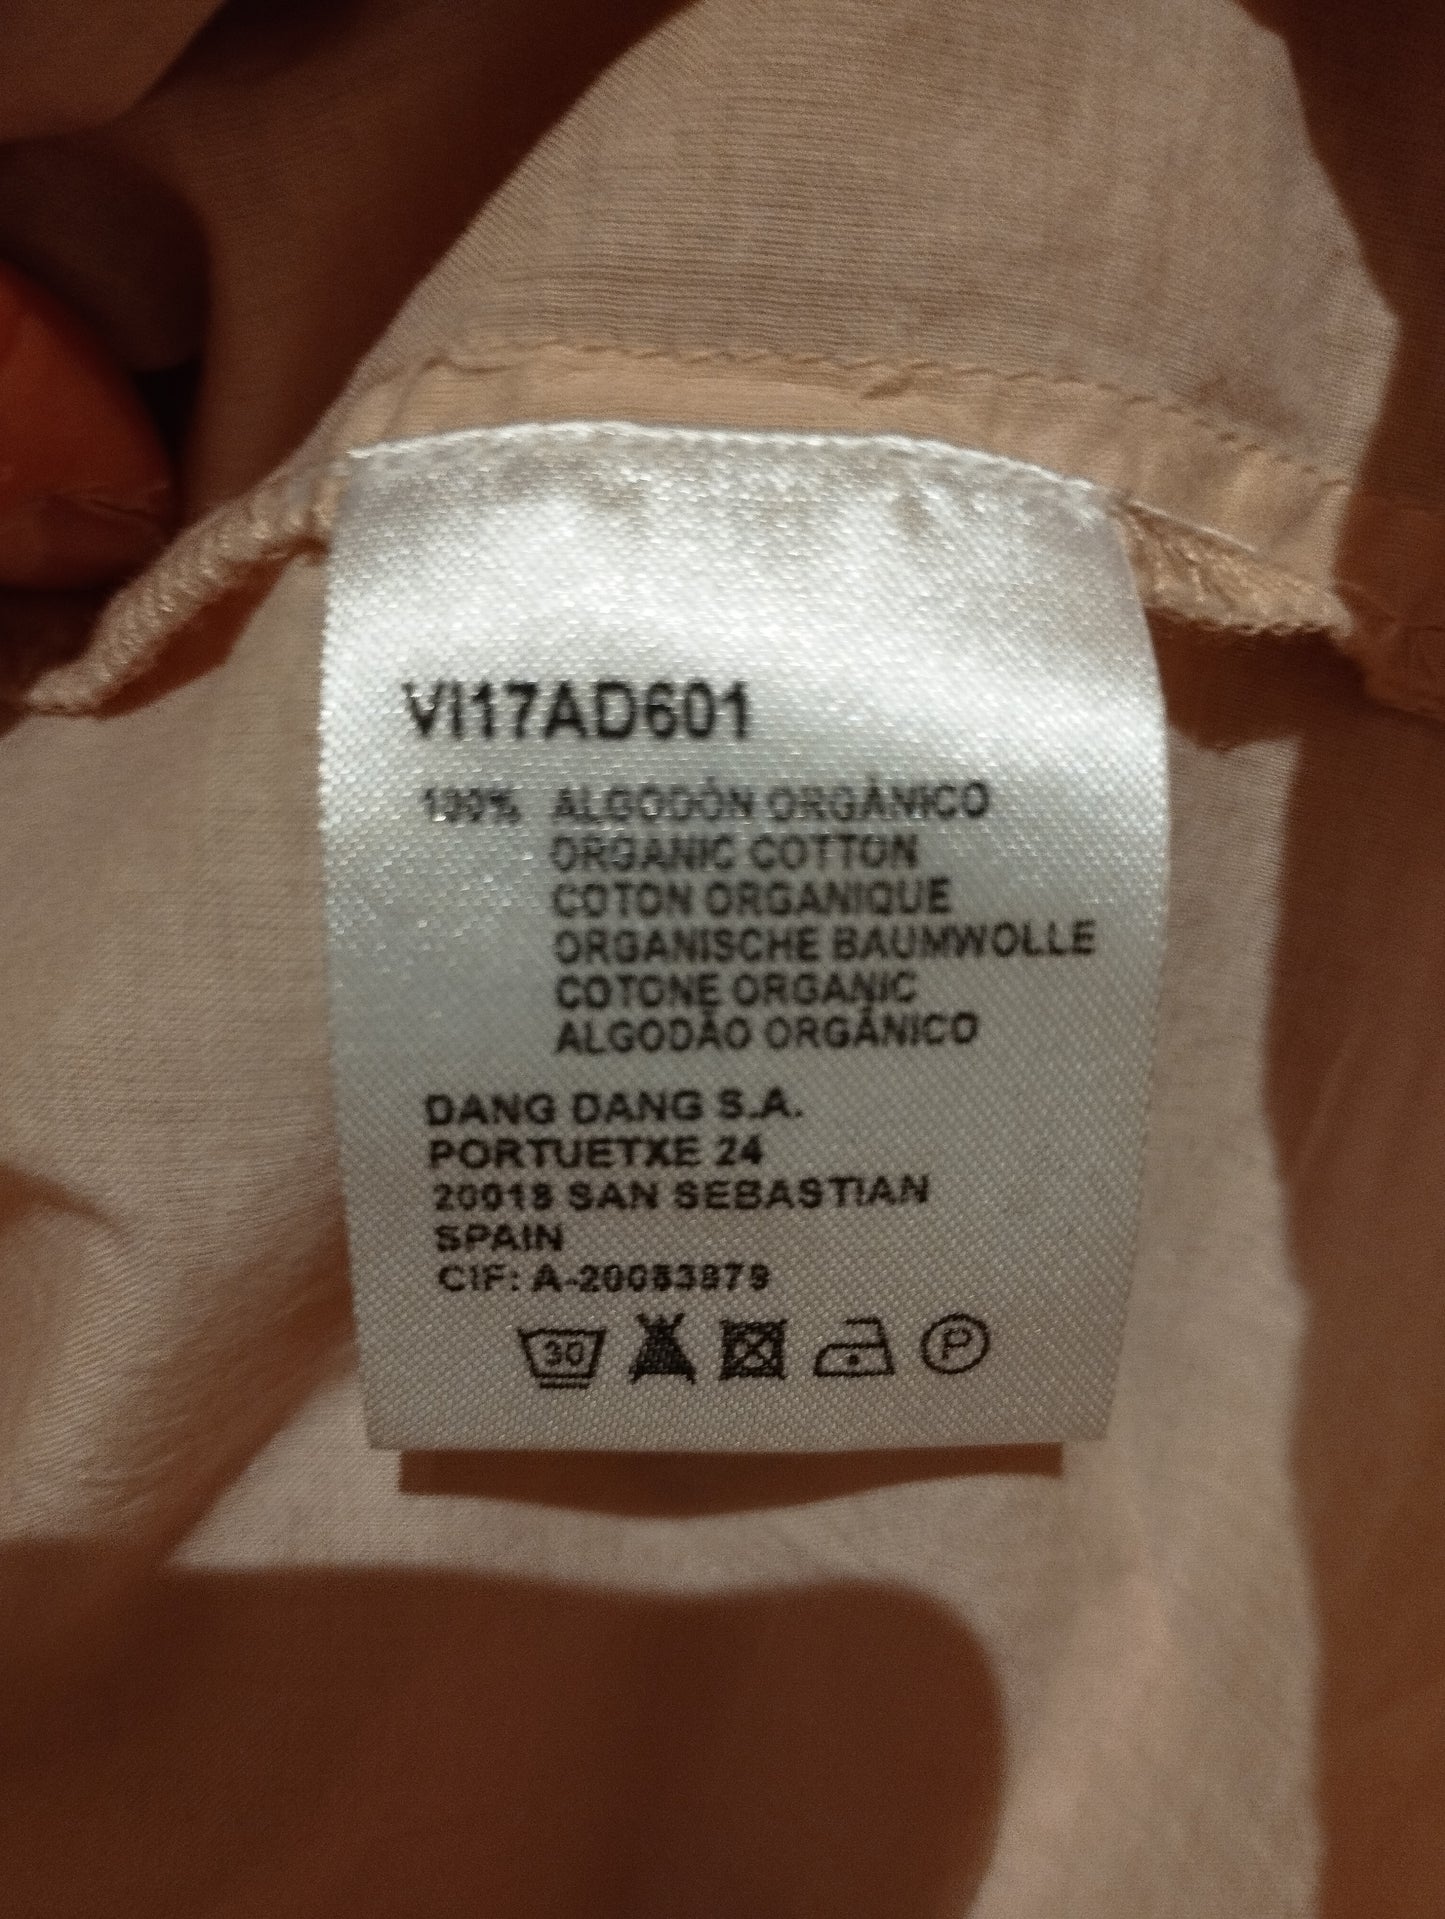 VI17AD601
100% ALGODÓN ORGÁNICO
ORGANIC COTTON
COTON ORGANIQUE
ORGANISCHE BAUMWOLLE
COTONE ORGANIC
ALGODÃO ORGÂNICO
DANG DANG S.A.
PORTUETXE 24
20018 SAN SEBASTIAN
SPAIN
CIF: A-20053879
30
P